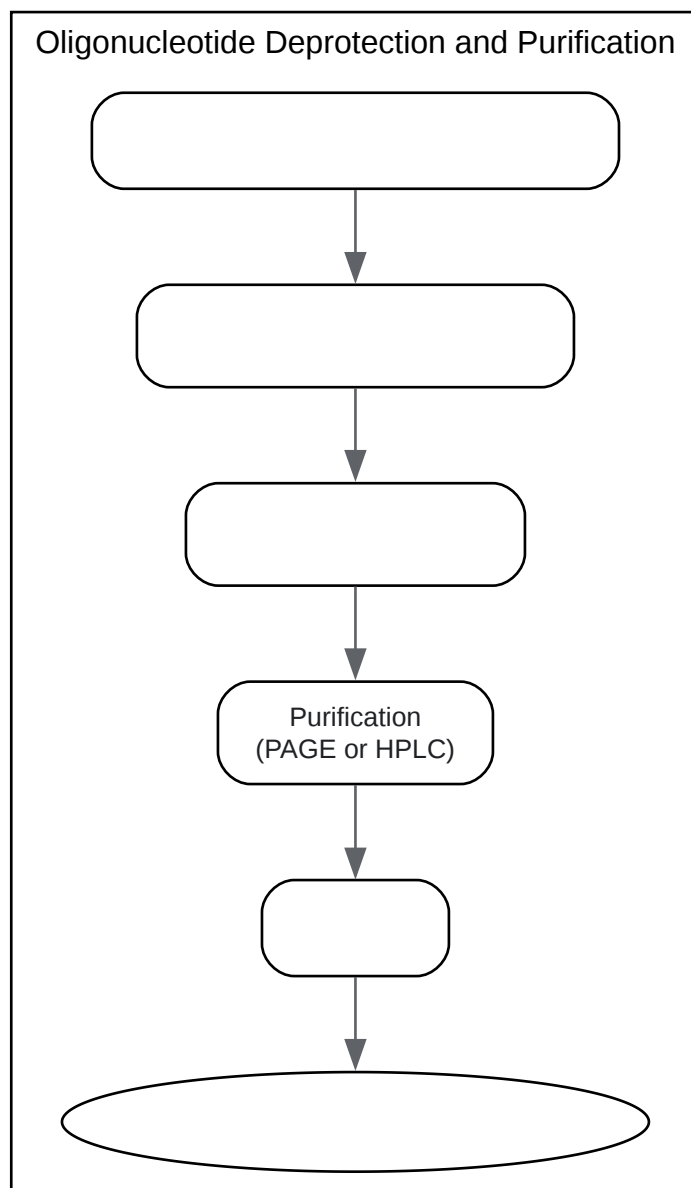 Oligonucleotide Deprotection and Purification
Purification
(PAGE or HPLC)